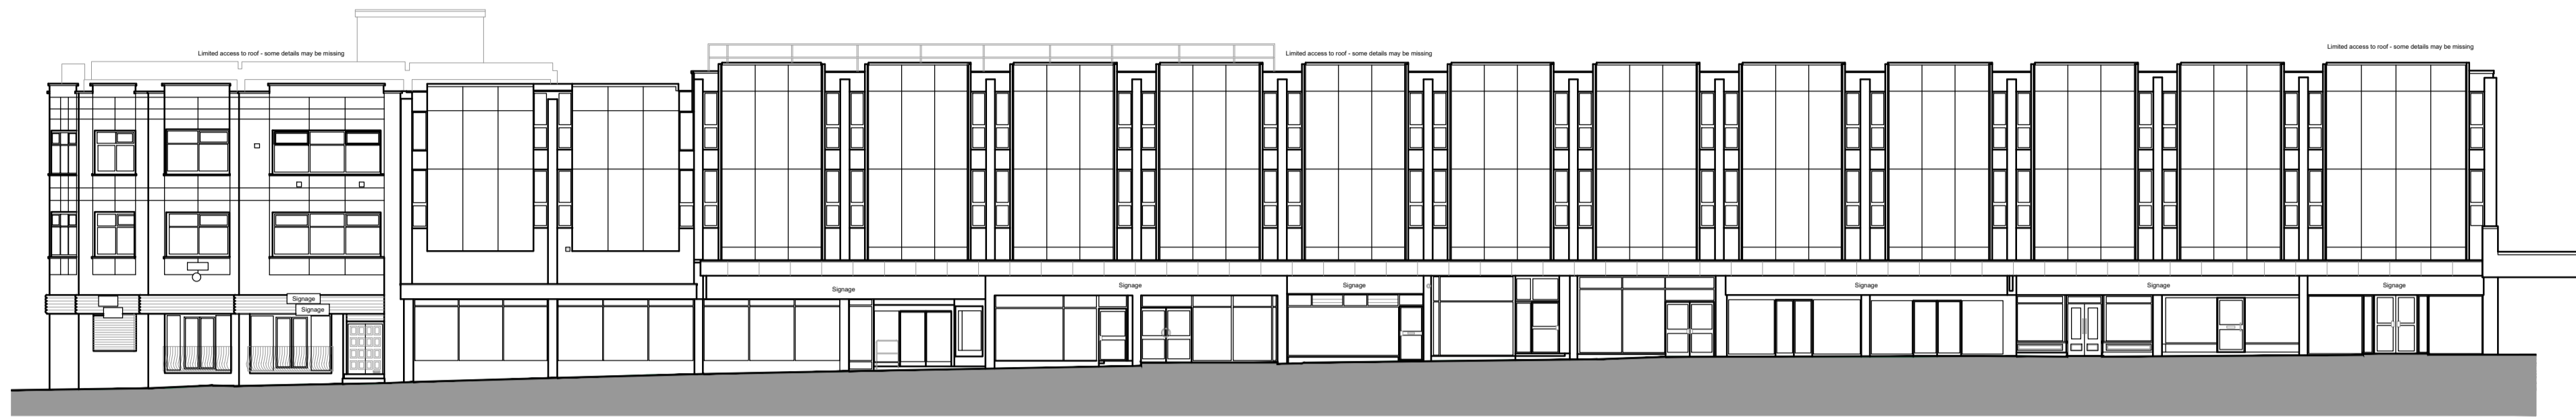 Limited access to roof - some details may be missing
Limited access to roof - some details may be missing
Limited access to roof - some details may be missing
Signage
Signage
Signage
Signage
Signage
Signage
Signage
Signage